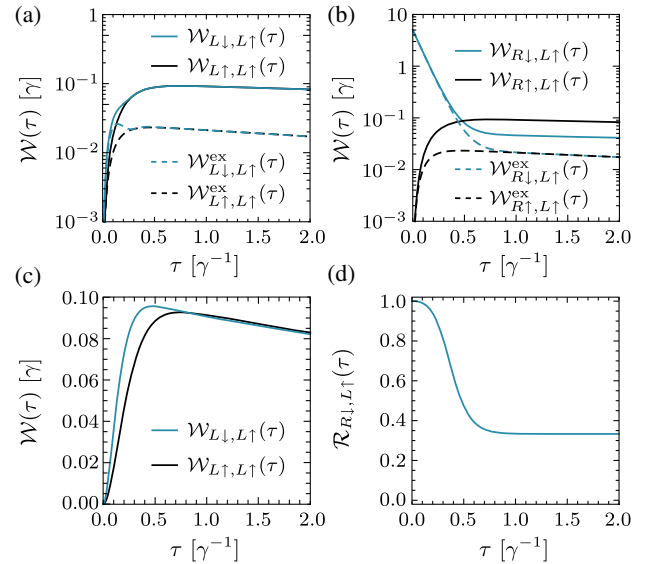 (a)
1
10⁻¹
10⁻²
10⁻³
𝒲(τ) [γ]
𝒲_{L↓,L↑}(τ)
𝒲_{L↑,L↑}(τ)
𝒲^{ex}_{L↓,L↑}(τ)
𝒲^{ex}_{L↑,L↑}(τ)
0.0 0.5 1.0 1.5 2.0
τ [γ⁻¹]
(b)
10
1
10⁻¹
10⁻²
10⁻³
𝒲(τ) [γ]
𝒲_{R↓,L↑}(τ)
𝒲_{R↑,L↑}(τ)
𝒲^{ex}_{R↓,L↑}(τ)
𝒲^{ex}_{R↑,L↑}(τ)
0.0 0.5 1.0 1.5 2.0
τ [γ⁻¹]
(c)
0.10
0.08
0.06
0.04
0.02
0.00
𝒲(τ) [γ]
𝒲_{L↓,L↑}(τ)
𝒲_{L↑,L↑}(τ)
0.0 0.5 1.0 1.5 2.0
τ [γ⁻¹]
(d)
1.0
0.8
0.6
0.4
0.2
0.0
ℛ_{R↓,L↑}(τ)
0.0 0.5 1.0 1.5 2.0
τ [γ⁻¹]